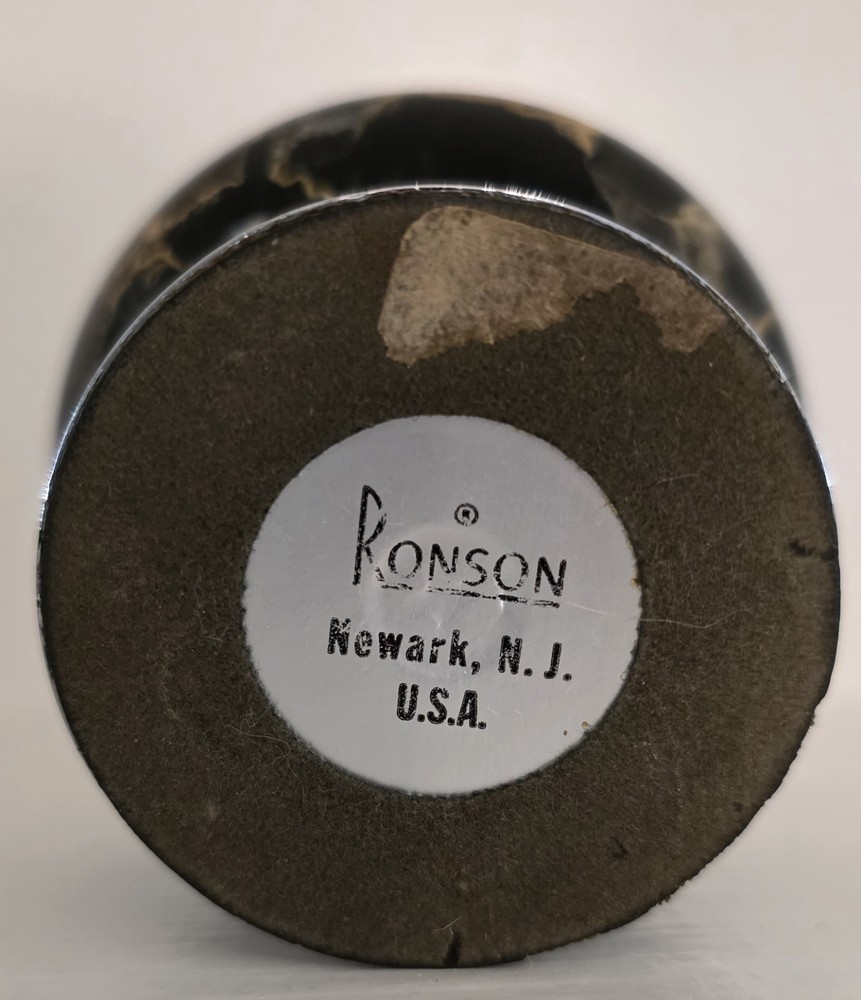 ®
RONSON
Newark, N. J.
U.S.A.